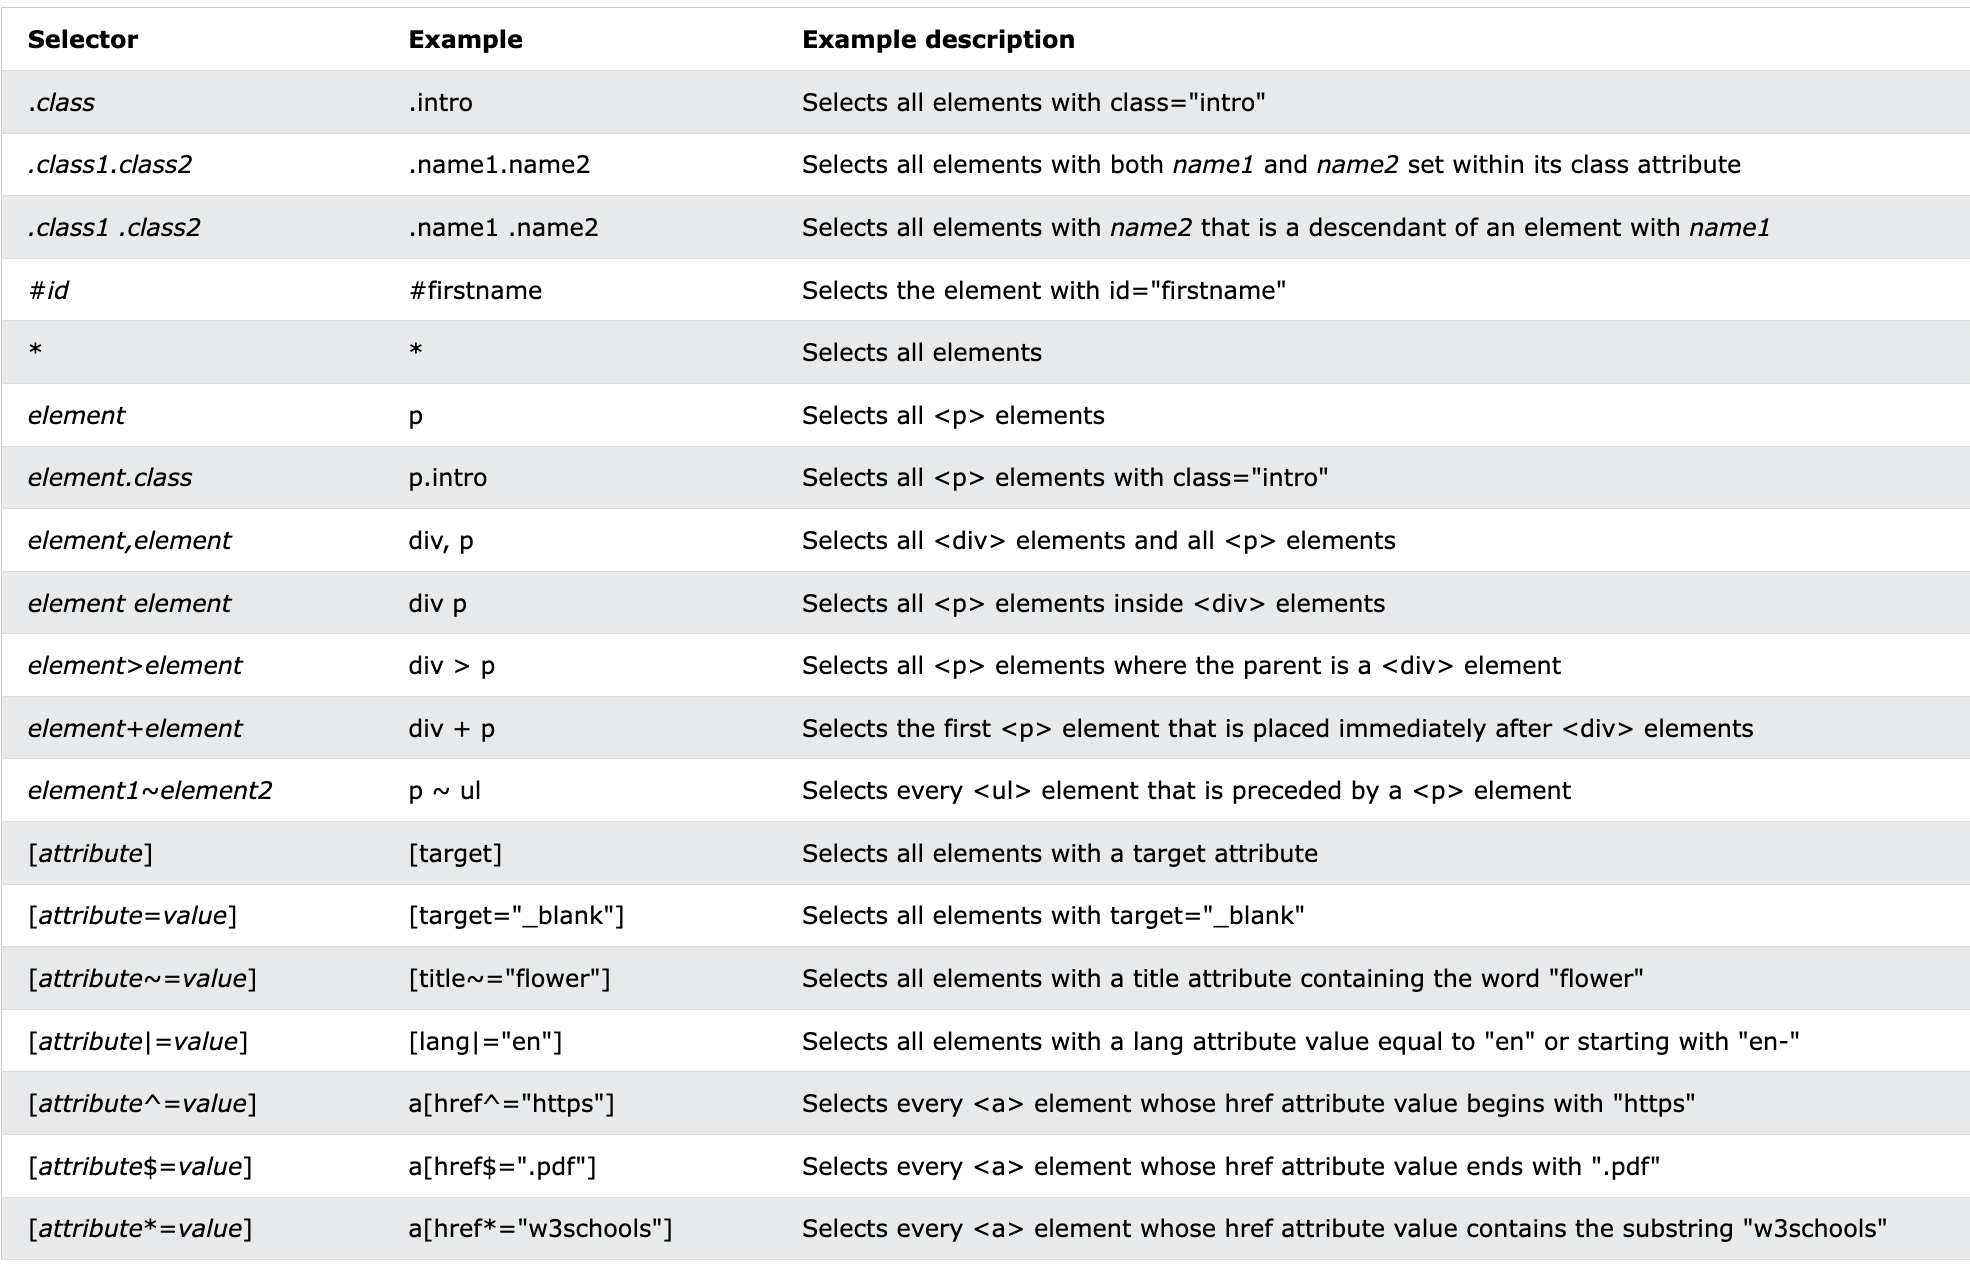 Selector Example Example description
.class .intro Selects all elements with class="intro"
.class1.class2 .name1.name2 Selects all elements with both name1 and name2 set within its class attribute
.class1 .class2 .name1 .name2 Selects all elements with name2 that is a descendant of an element with name1
#id #firstname Selects the element with id="firstname"
* * Selects all elements
element p Selects all <p> elements
element.class p.intro Selects all <p> elements with class="intro"
element,element div, p Selects all <div> elements and all <p> elements
element element div p Selects all <p> elements inside <div> elements
element>element div > p Selects all <p> elements where the parent is a <div> element
element+element div + p Selects the first <p> element that is placed immediately after <div> elements
element1~element2 p ~ ul Selects every <ul> element that is preceded by a <p> element
[attribute] [target] Selects all elements with a target attribute
[attribute=value] [target="_blank"] Selects all elements with target="_blank"
[attribute~=value] [title~="flower"] Selects all elements with a title attribute containing the word "flower"
[attribute|=value] [lang|="en"] Selects all elements with a lang attribute value equal to "en" or starting with "en-"
[attribute^=value] a[href^="https"] Selects every <a> element whose href attribute value begins with "https"
[attribute$=value] a[href$=".pdf"] Selects every <a> element whose href attribute value ends with ".pdf"
[attribute*=value] a[href*="w3schools"] Selects every <a> element whose href attribute value contains the substring "w3schools"